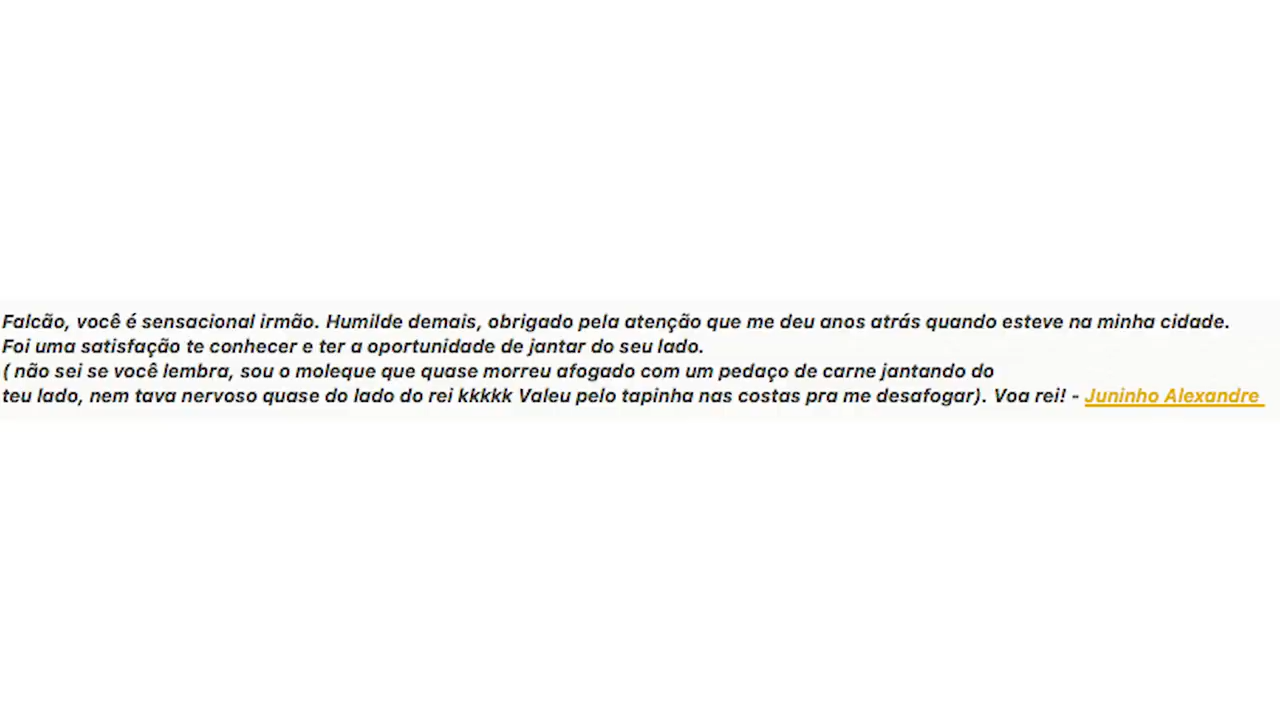 Falcão, você é sensacional irmão. Humilde demais, obrigado pela atenção que me deu anos atrás quando esteve na minha cidade.
Foi uma satisfação te conhecer e ter a oportunidade de jantar do seu lado.
( não sei se você lembra, sou o moleque que quase morreu afogado com um pedaço de carne jantando do
teu lado, nem tava nervoso quase do lado do rei kkkkk Valeu pelo tapinha nas costas pra me desafogar). Voa rei! - Juninho Alexandre